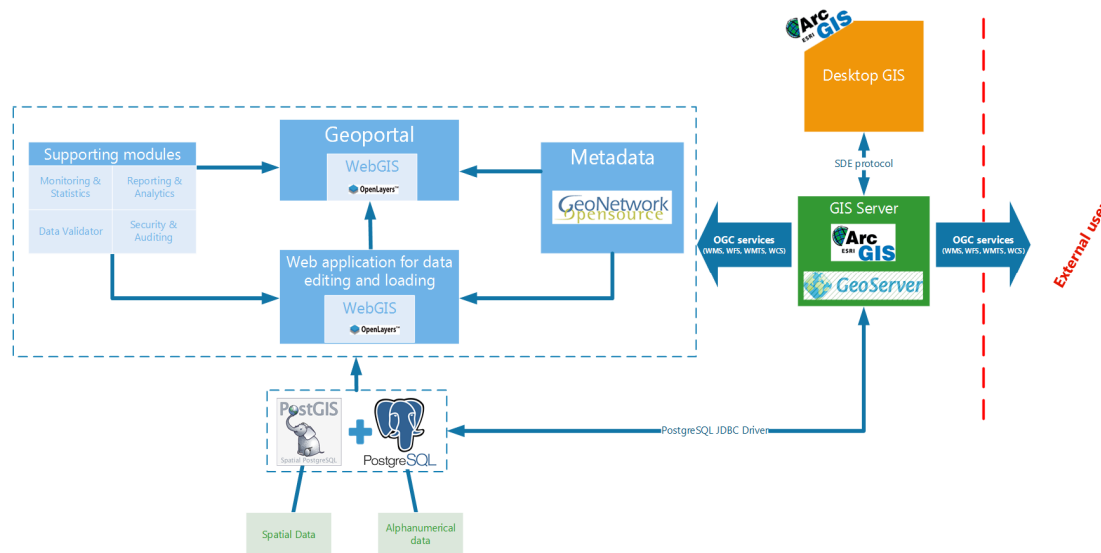 Arc
ESRI GIS
Desktop GIS
SDE protocol
Geoportal
WebGIS
OpenLayers™
Supporting modules
Monitoring &
Statistics
Reporting &
Analytics
Data Validator
Security &
Auditing
Metadata
GeoNetwork
Opensource
Web application for data
editing and loading
WebGIS
OpenLayers™
OGC services
(WMS, WFS, WMTS, WCS)
GIS Server
Arc
ESRI GIS
GeoServer
OGC services
(WMS, WFS, WMTS, WCS)
External use
PostGIS
Spatial PostgreSQL
PostgreSQL
PostgreSQL JDBC Driver
Spatial Data
Alphanumerical
data